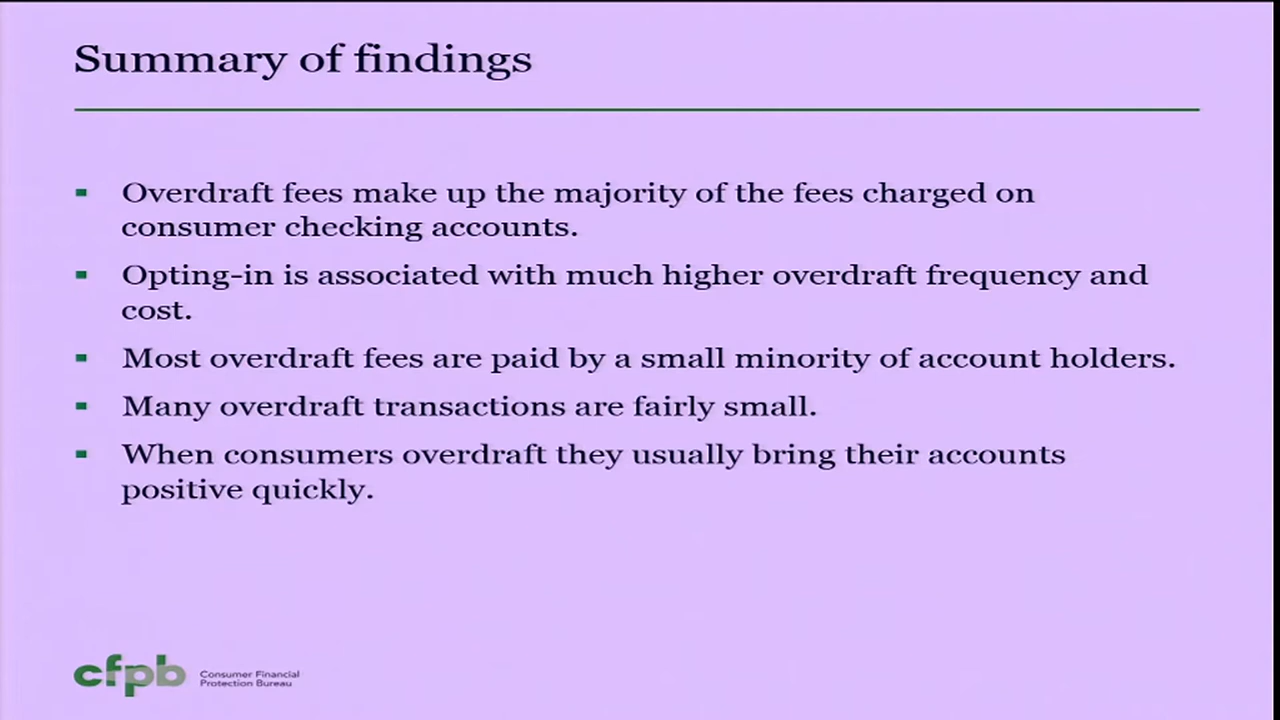 Summary of findings
Overdraft fees make up the majority of the fees charged on
consumer checking accounts.
Opting-in is associated with much higher overdraft frequency and
cost.
Most overdraft fees are paid by a small minority of account holders.
Many overdraft transactions are fairly small.
When consumers overdraft they usually bring their accounts
positive quickly.
cfpb
Consumer Financial
Protection Bureau